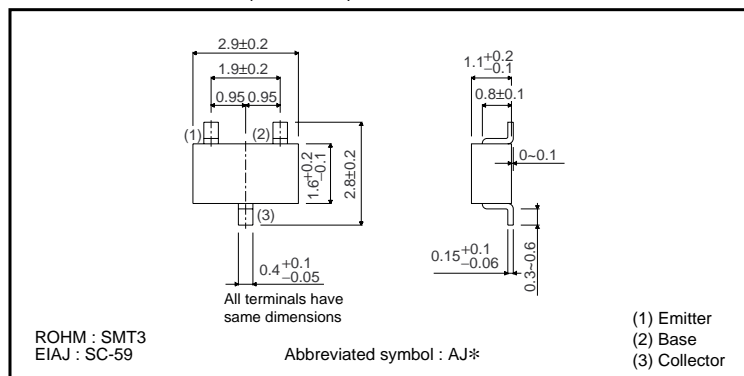 2.9±0.2
1.9±0.2
0.95 0.95
(1)
(2)
(3)
1.6+0.2
−0.1
2.8±0.2
0.4+0.1
−0.05
All terminals have
same dimensions
1.1+0.2
−0.1
0.8±0.1
0~0.1
0.15+0.1
−0.06
0.3~0.6
ROHM : SMT3
EIAJ : SC-59
Abbreviated symbol : AJ*
(1) Emitter
(2) Base
(3) Collector